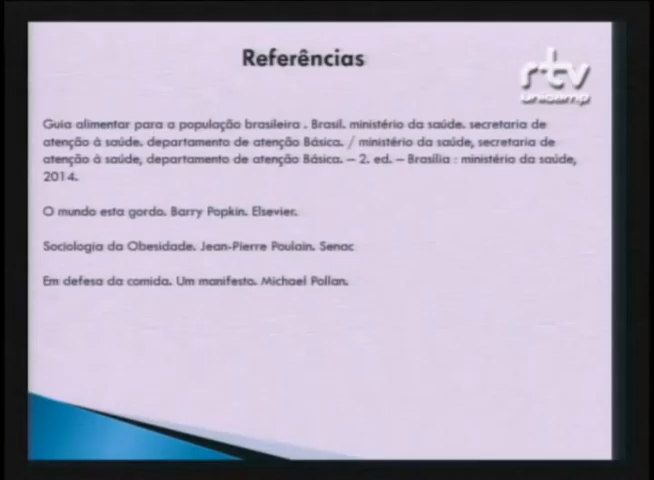 Referências
rtv
unicamp
Guia alimentar para a população brasileira . Brasil. ministério da saúde. secretaria de
atenção à saúde. departamento de atenção Básica. / ministério da saúde, secretaria de
atenção à saúde, departamento de atenção Básica. – 2. ed. – Brasília : ministério da saúde,
2014.
O mundo esta gordo. Barry Popkin. Elsevier.
Sociologia da Obesidade. Jean-Pierre Poulain. Senac
Em defesa da comida. Um manifesto. Michael Pollan.